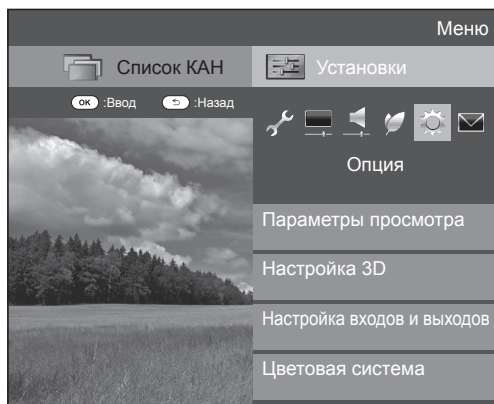 Меню
Список КАН
Установки
OK :Ввод :Назад
Опция
Параметры просмотра
Настройка 3D
Настройка входов и выходов
Цветовая система